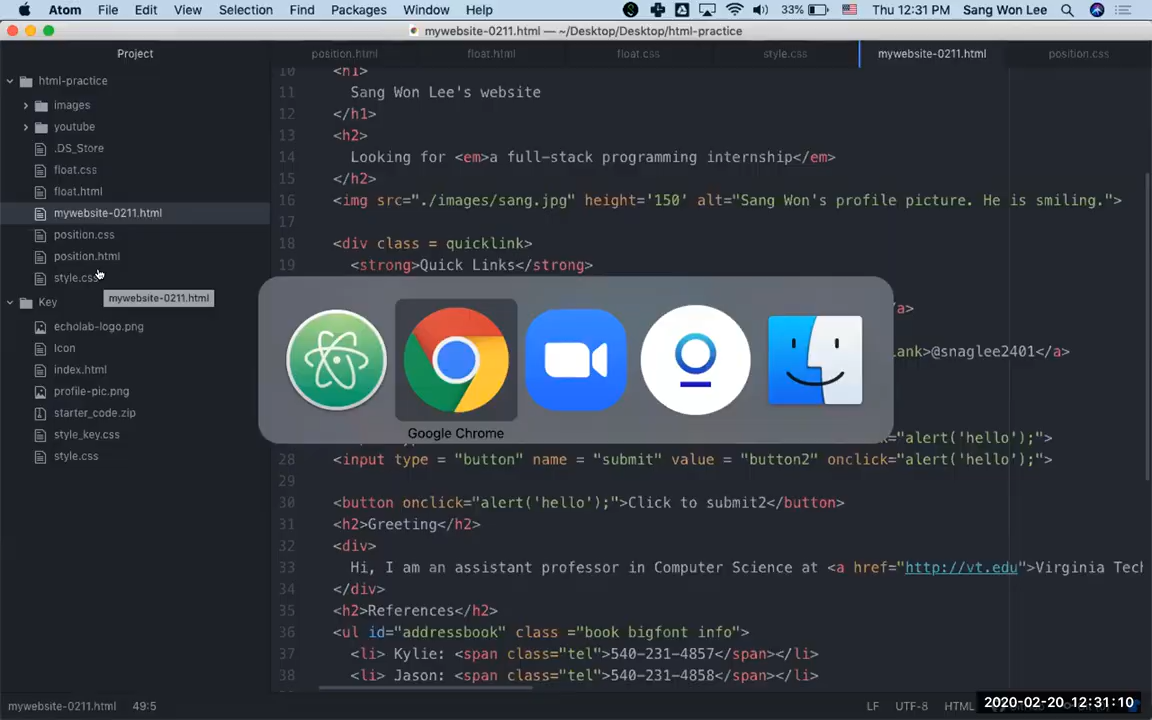 Atom File Edit View Selection Find Packages Window Help 33% Thu 12:31 PM Sang Won Lee
mywebsite-0211.html — ~/Desktop/Desktop/html-practice
Project position.html float.html float.css style.css mywebsite-0211.html position.css
html-practice
images
youtube
.DS_Store
float.css
float.html
mywebsite-0211.html
position.css
position.html
style.css
mywebsite-0211.html
Key
echolab-logo.png
Icon
index.html
profile-pic.png
starter_code.zip
style_key.css
style.css
10 <h1>
11 Sang Won Lee's website
12 </h1>
13 <h2>
14 Looking for <em>a full-stack programming internship</em>
15 </h2>
16 <img src="./images/sang.jpg" height='150' alt="Sang Won's profile picture. He is smiling.">
17
18 <div class = quicklink>
19 <strong>Quick Links</strong>
/a>
lank>@snaglee2401</a>
Google Chrome
="alert('hello');">
28 <input type = "button" name = "submit" value = "button2" onclick="alert('hello');">
29
30 <button onclick="alert('hello');">Click to submit2</button>
31 <h2>Greeting</h2>
32 <div>
33 Hi, I am an assistant professor in Computer Science at <a href="http://vt.edu">Virginia Tech
34 </div>
35 <h2>References</h2>
36 <ul id="addressbook" class ="book bigfont info">
37 <li> Kylie: <span class="tel">540-231-4857</span></li>
38 <li> Jason: <span class="tel">540-231-4858</span></li>
mywebsite-0211.html 49:5 LF UTF-8 HTML
2020-02-20 12:31:10